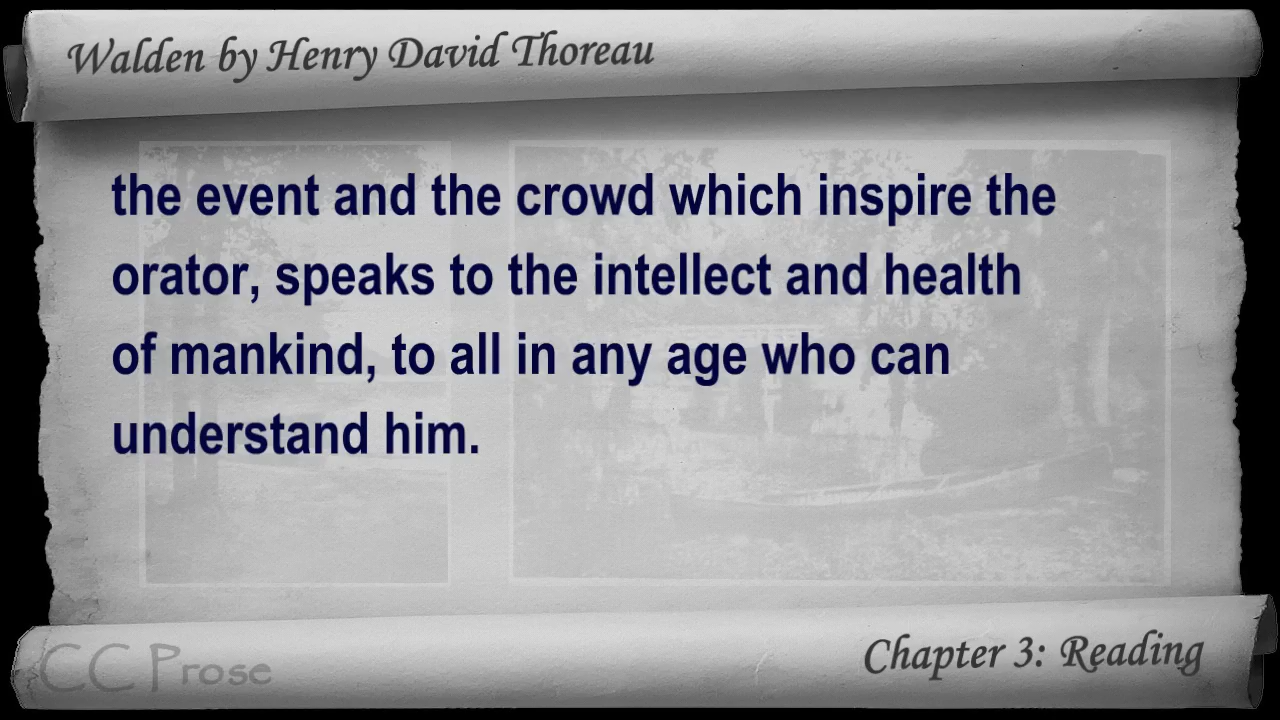 Walden by Henry David Thoreau
the event and the crowd which inspire the
orator, speaks to the intellect and health
of mankind, to all in any age who can
understand him.
CC Prose
Chapter 3: Reading